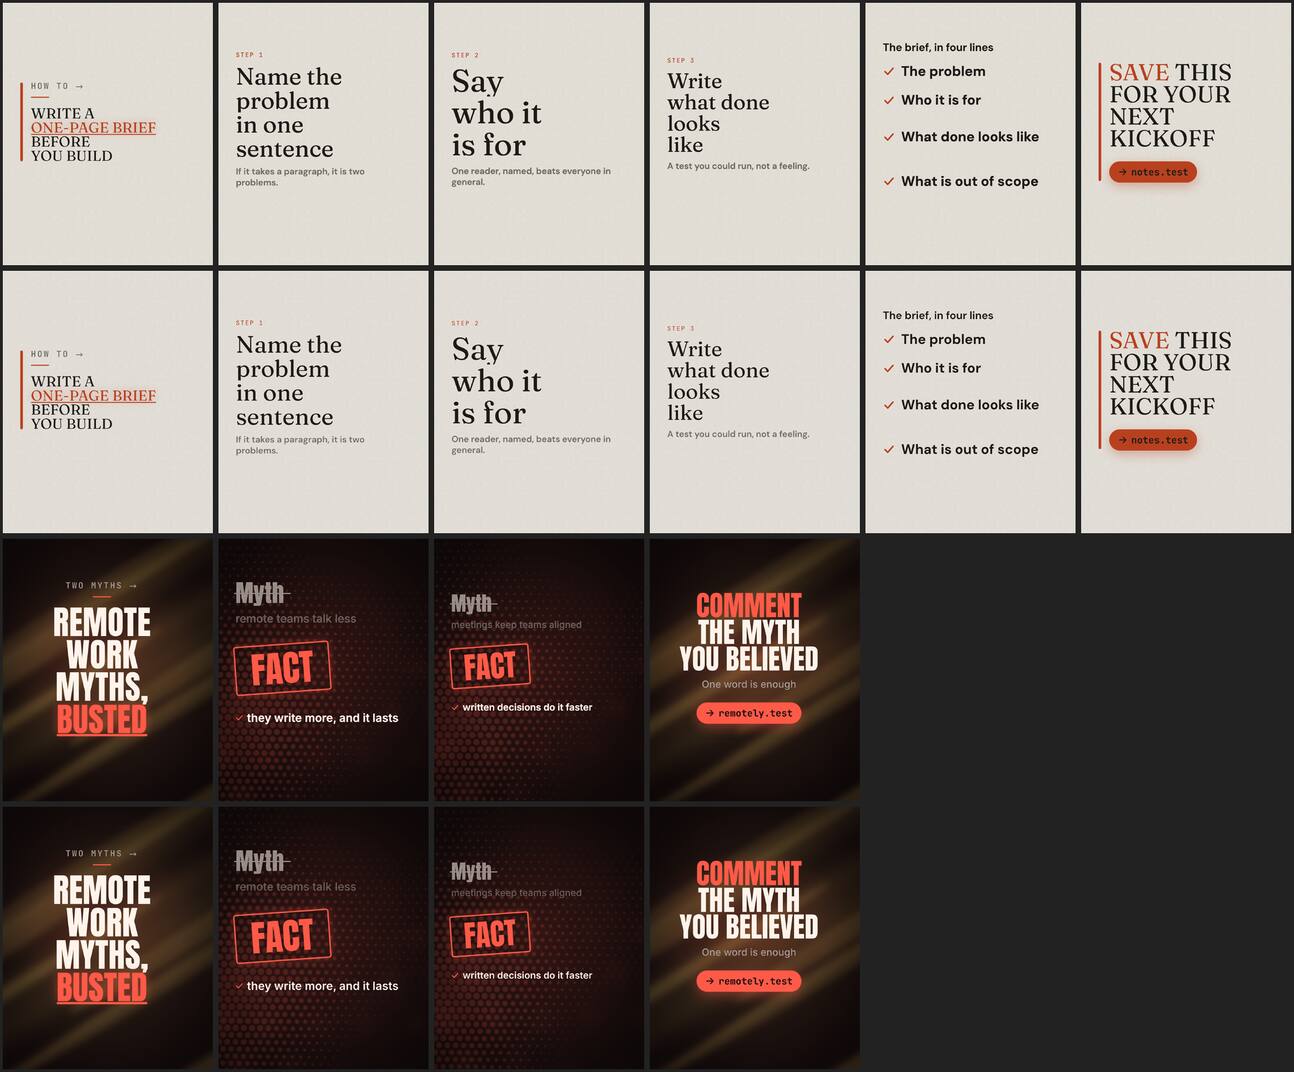 HOW TO →
WRITE A
ONE-PAGE BRIEF
BEFORE
YOU BUILD
STEP 1
Name the
problem
in one
sentence
If it takes a paragraph, it is two
problems.
STEP 2
Say
who it
is for
One reader, named, beats everyone in
general.
STEP 3
Write
what done
looks
like
A test you could run, not a feeling.
The brief, in four lines
The problem
Who it is for
What done looks like
What is out of scope
SAVE THIS
FOR YOUR
NEXT
KICKOFF
→ notes.test
HOW TO →
WRITE A
ONE-PAGE BRIEF
BEFORE
YOU BUILD
STEP 1
Name the
problem
in one
sentence
If it takes a paragraph, it is two
problems.
STEP 2
Say
who it
is for
One reader, named, beats everyone in
general.
STEP 3
Write
what done
looks
like
A test you could run, not a feeling.
The brief, in four lines
The problem
Who it is for
What done looks like
What is out of scope
SAVE THIS
FOR YOUR
NEXT
KICKOFF
→ notes.test
TWO MYTHS →
REMOTE
WORK
MYTHS,
BUSTED
Myth
remote teams talk less
FACT
they write more, and it lasts
Myth
meetings keep teams aligned
FACT
written decisions do it faster
COMMENT
THE MYTH
YOU BELIEVED
One word is enough
→ remotely.test
TWO MYTHS →
REMOTE
WORK
MYTHS,
BUSTED
Myth
remote teams talk less
FACT
they write more, and it lasts
Myth
meetings keep teams aligned
FACT
written decisions do it faster
COMMENT
THE MYTH
YOU BELIEVED
One word is enough
→ remotely.test